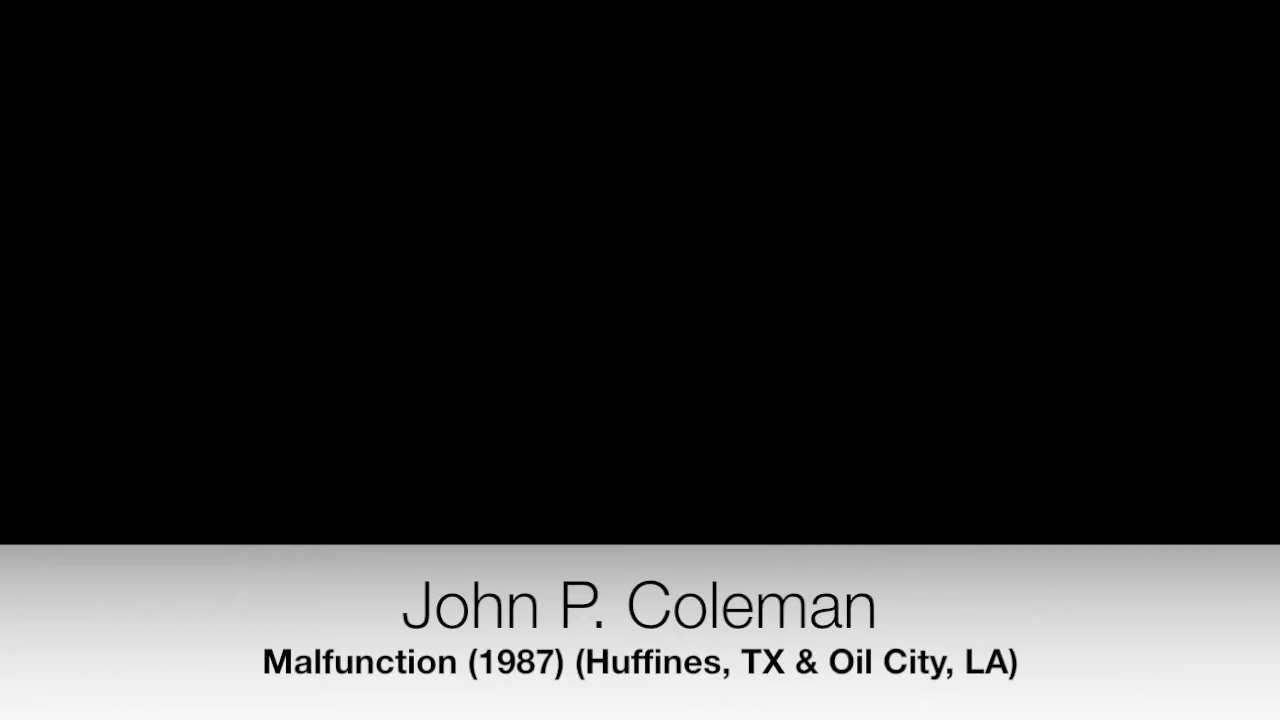 John P. Coleman
Malfunction (1987) (Huffines, TX & Oil City, LA)